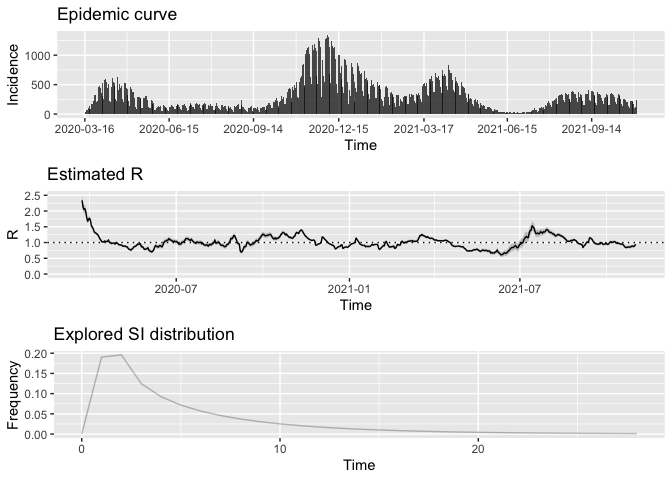 Epidemic curve
Incidence
1000
500
0
2020-03-16 2020-06-15 2020-09-14 2020-12-15 2021-03-17 2021-06-15 2021-09-14
Time
Estimated R
R
2.5
2.0
1.5
1.0
0.5
0.0
2020-07 2021-01 2021-07
Time
Explored SI distribution
Frequency
0.20
0.15
0.10
0.05
0.00
0 10 20
Time